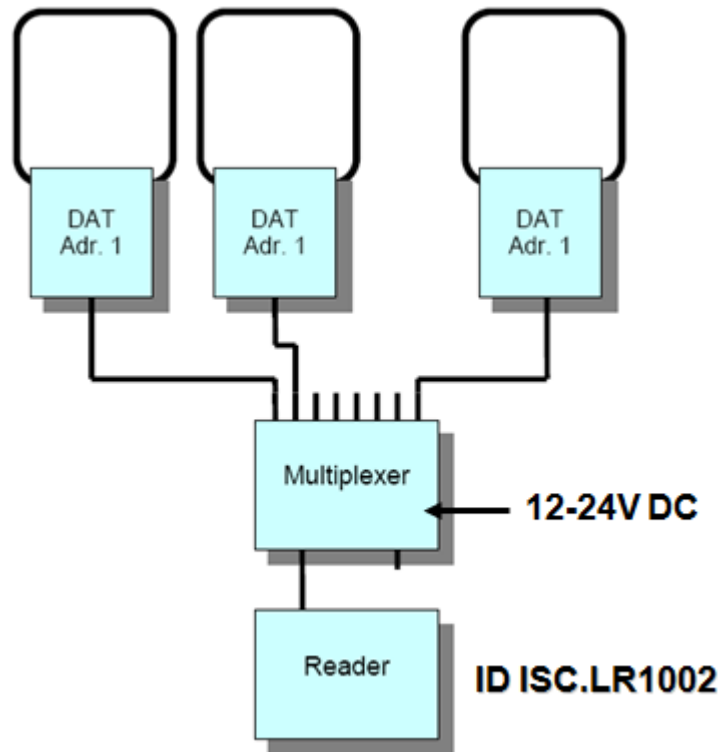 DAT
Adr. 1
DAT
Adr. 1
DAT
Adr. 1
Multiplexer
12-24V DC
Reader
ID ISC.LR1002